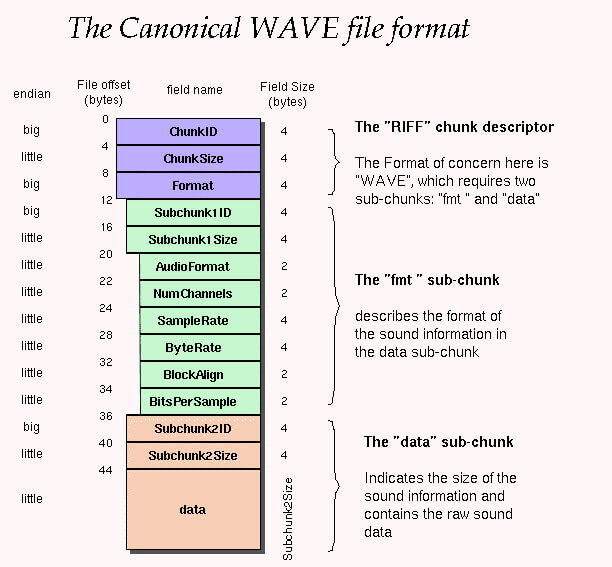 The Canonical WAVE file format
endian
File offset
(bytes)
field name
Field Size
(bytes)
0
big
ChunkID
4
4
little
ChunkSize
4
8
big
Format
4
12
big
Subchunk1ID
4
16
little
Subchunk1Size
4
20
little
AudioFormat
2
22
little
NumChannels
2
24
little
SampleRate
4
28
little
ByteRate
4
32
little
BlockAlign
2
34
little
BitsPerSample
2
36
big
Subchunk2ID
4
40
little
Subchunk2Size
4
44
little
data
Subchunk2Size
The "RIFF" chunk descriptor
The Format of concern here is
"WAVE", which requires two
sub-chunks: "fmt " and "data"
The "fmt " sub-chunk
describes the format of
the sound information in
the data sub-chunk
The "data" sub-chunk
Indicates the size of the
sound information and
contains the raw sound
data